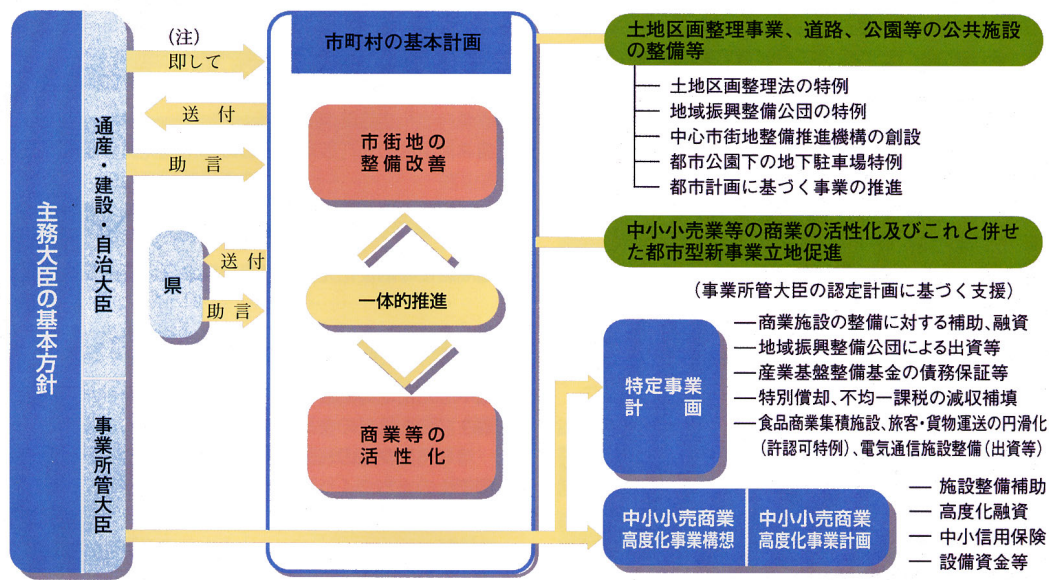 主務大臣の基本方針
通産・建設・自治大臣
事業所管大臣
(注)
即して
送付
助言
県
送付
助言
市町村の基本計画
市街地の
整備改善
一体的推進
商業等の
活性化
土地区画整理事業、道路、公園等の公共施設
の整備等
土地区画整理法の特例
地域振興整備公団の特例
中心市街地整備推進機構の創設
都市公園下の地下駐車場特例
都市計画に基づく事業の推進
中小小売業等の商業の活性化及びこれと併せ
た都市型新事業立地促進
(事業所管大臣の認定計画に基づく支援)
特定事業
計画
―商業施設の整備に対する補助、融資
―地域振興整備公団による出資等
―産業基盤整備基金の債務保証等
―特別償却、不均一課税の減収補填
―食品商業集積施設、旅客・貨物運送の円滑化
(許認可特例)、電気通信施設整備(出資等)
中小小売商業
高度化事業構想
中小小売商業
高度化事業計画
― 施設整備補助
― 高度化融資
― 中小信用保険
― 設備資金等